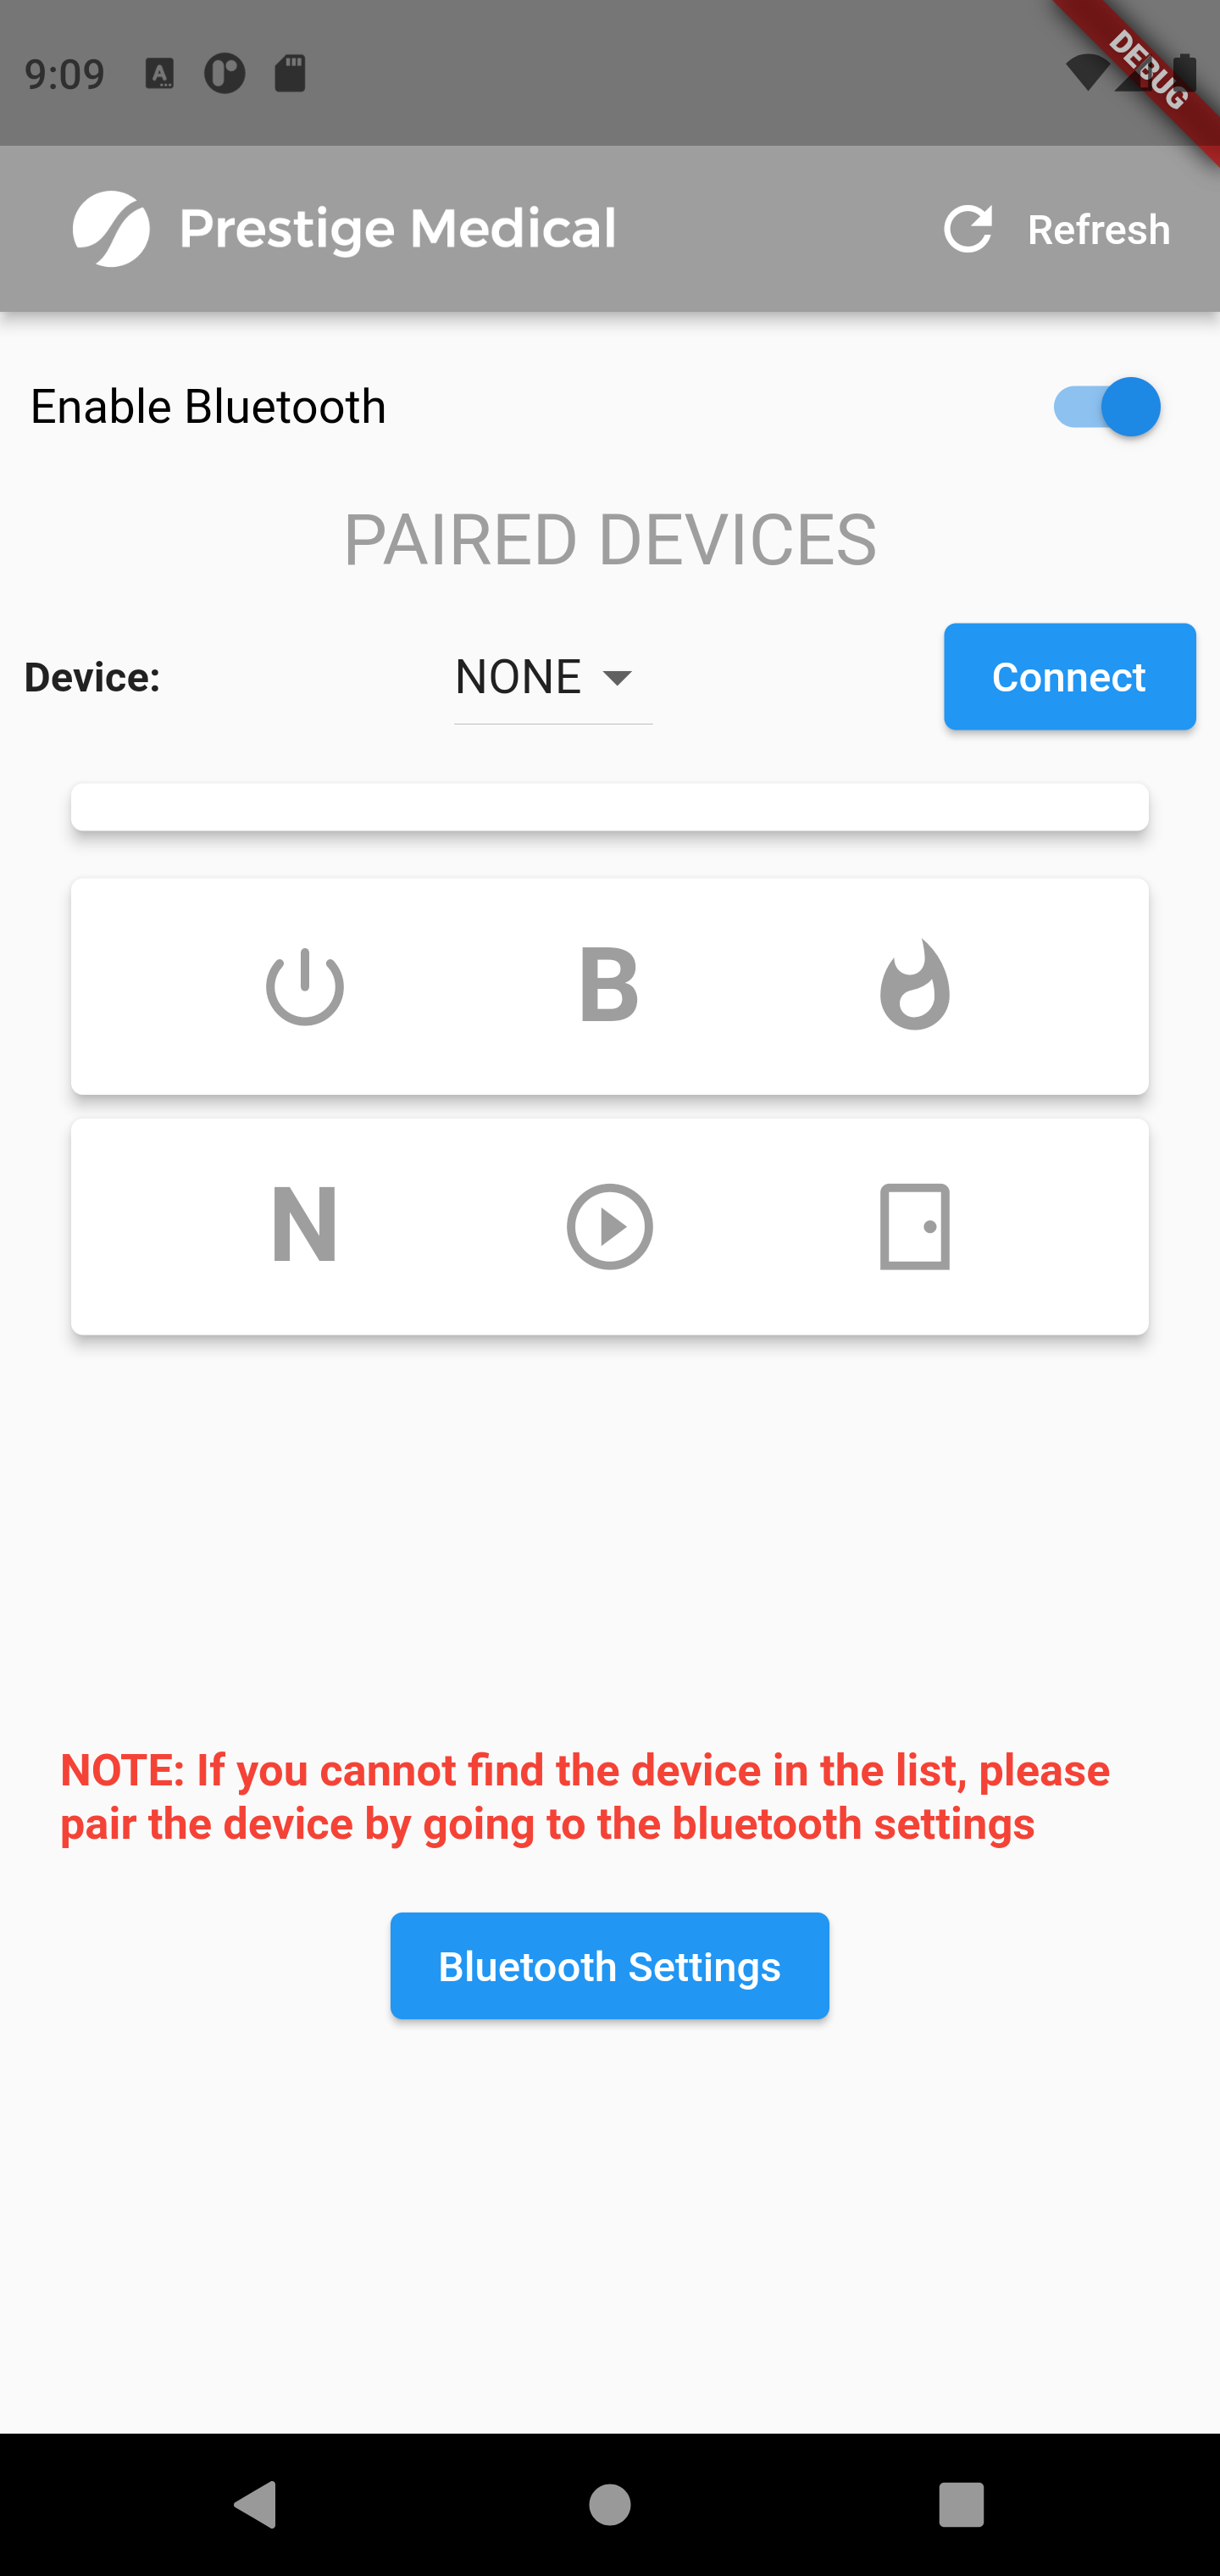 9:09
A
DEBUG
Prestige Medical
Refresh
Enable Bluetooth
PAIRED DEVICES
Device:
NONE
Connect
B
N
NOTE: If you cannot find the device in the list, please
pair the device by going to the bluetooth settings
Bluetooth Settings